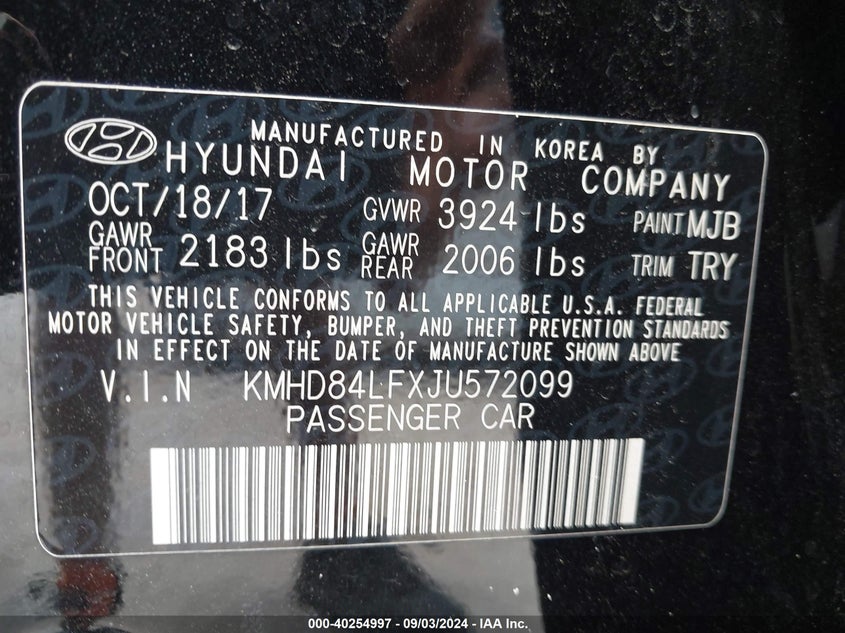 MANUFACTURED IN KOREA BY
HYUNDAI MOTOR COMPANY
OCT/18/17 GVWR 3924 lbs PAINT MJB
GAWR FRONT 2183 lbs GAWR REAR 2006 lbs TRIM TRY
THIS VEHICLE CONFORMS TO ALL APPLICABLE U.S.A. FEDERAL
MOTOR VEHICLE SAFETY, BUMPER, AND THEFT PREVENTION STANDARDS
IN EFFECT ON THE DATE OF MANUFACTURE SHOWN ABOVE
V.I.N KMHD84LFXJU572099
PASSENGER CAR
000-40254997 - 09/03/2024 - IAA Inc.